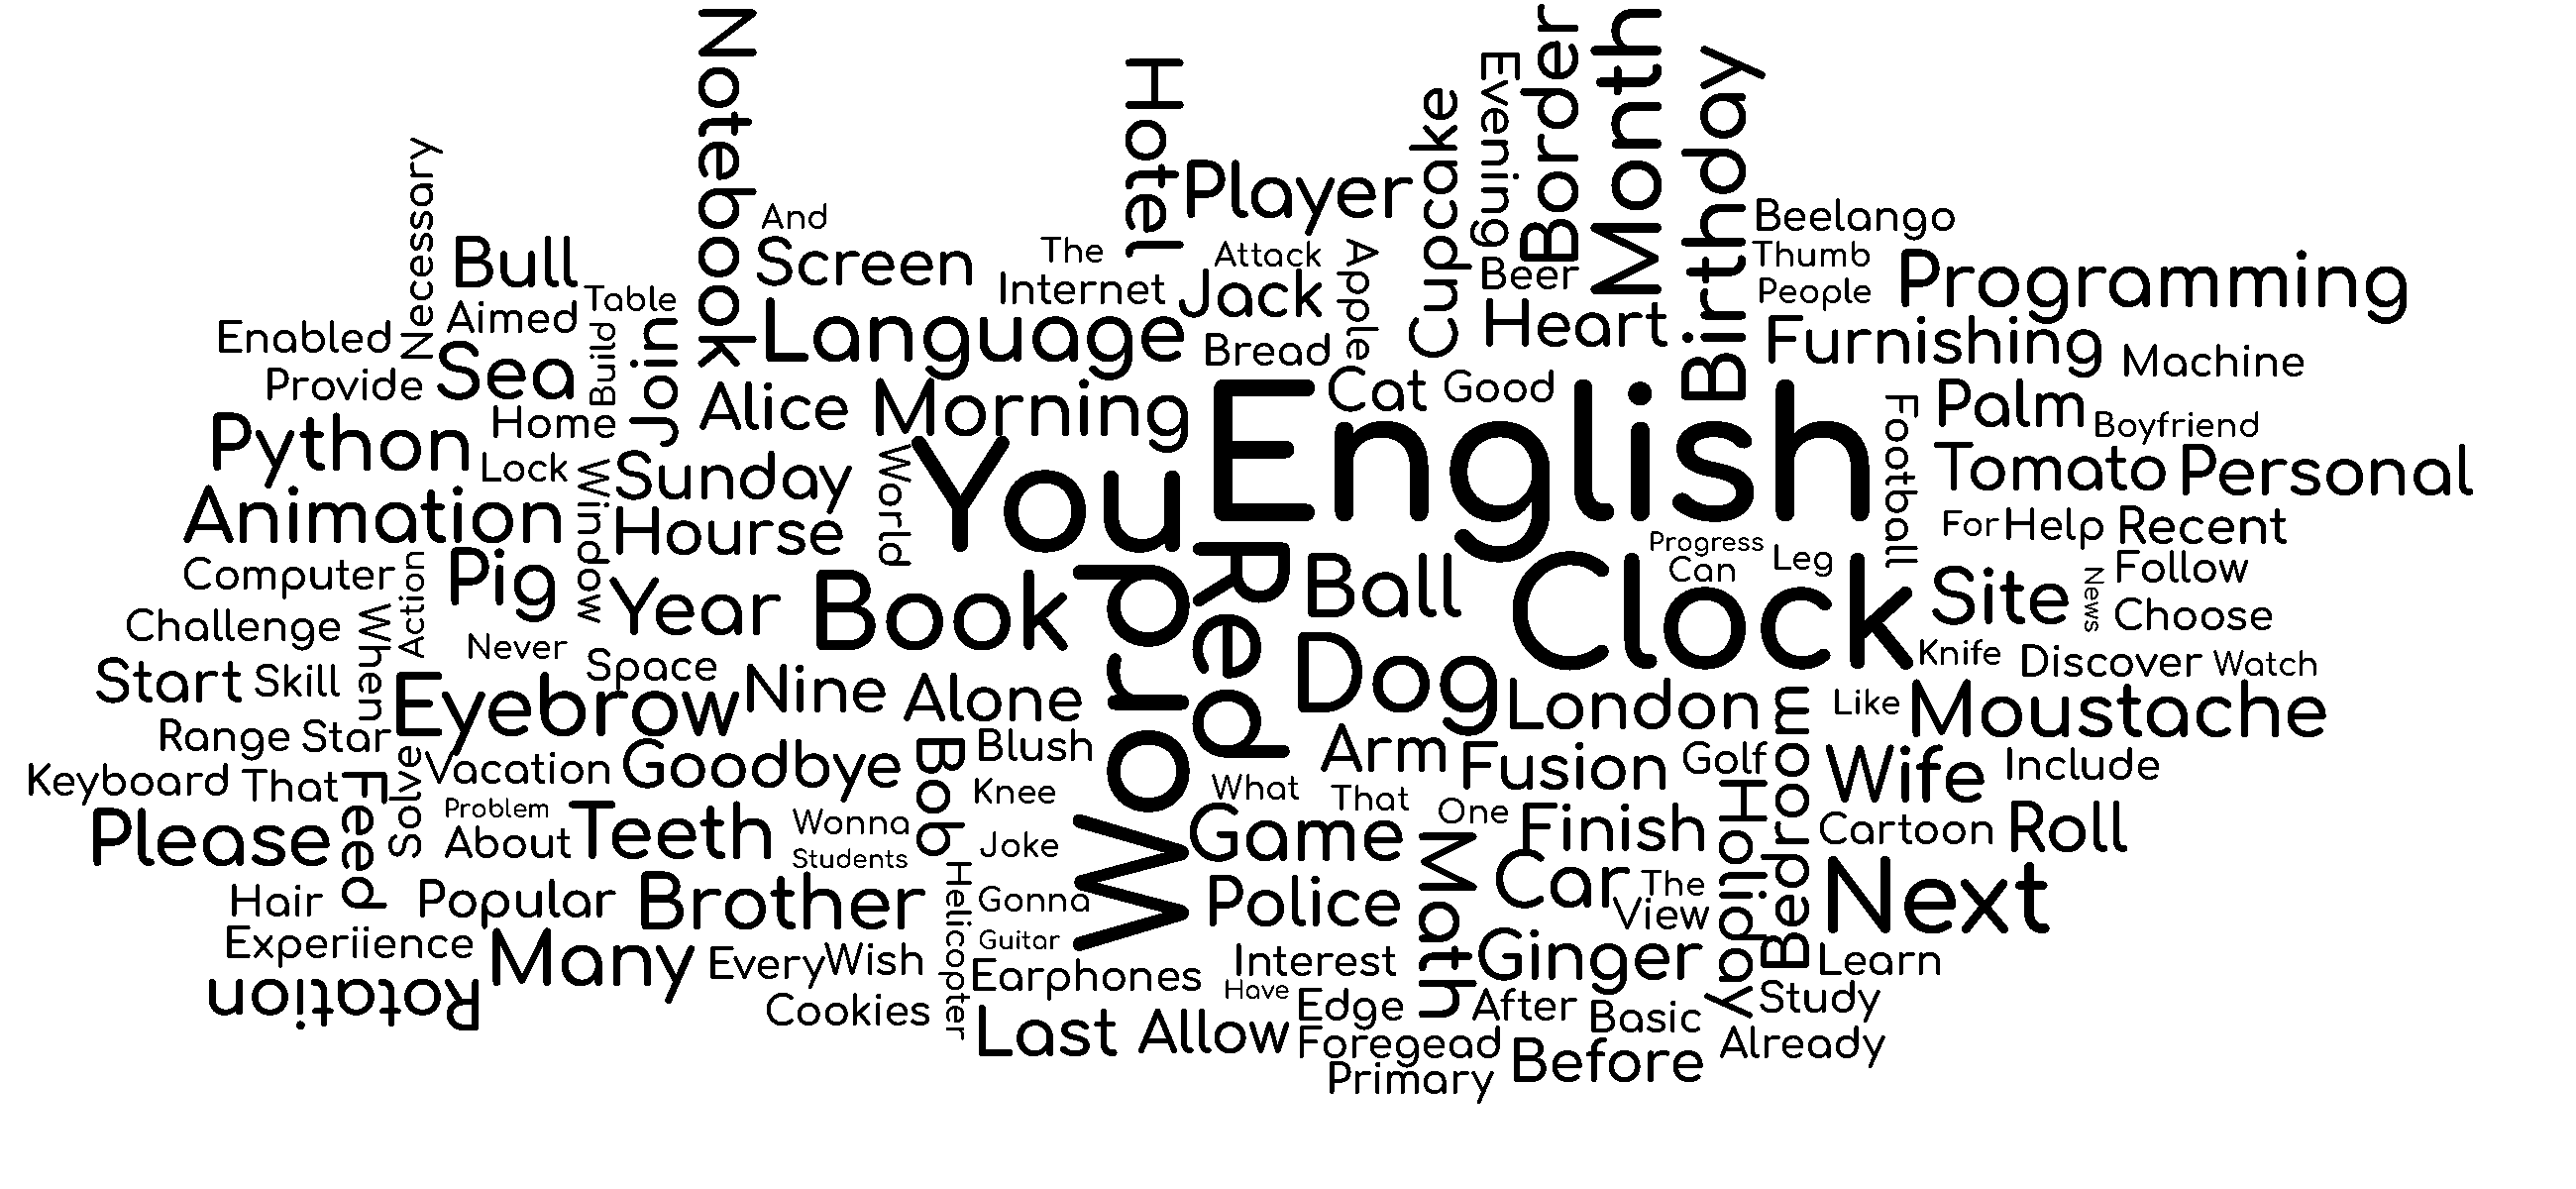 Notebook
Hotel
Evening
Border
Month
Birthday
Cupcake
Necessary
Player
And
Beelango
Bull
Screen
The
Attack
Apple
Beer
Thumb
Programming
Aimed
Table
Internet
Jack
Heart
People
Enabled
Build
Join
Language
Bread
Furnishing
Machine
Provide
Sea
Home
Alice
Morning
Cat
Good
English
Football
Palm
Boyfriend
Python
Lock
Window
Sunday
World
You
Tomato
Personal
Animation
Hourse
Red
Progress
For
Help
Recent
Computer
Action
Pig
Year
Book
Word
Ball
Clock
Can
Leg
Site
News
Follow
Challenge
When
Never
Space
Dog
Knife
Choose
Start
Skill
Eyebrow
Nine
Alone
London
Bedroom
Like
Discover
Watch
Moustache
Range
Star
Solve
Vacation
Goodbye
Bob
Blush
Arm
Fusion
Golf
Wife
Include
Keyboard
That
Feed
Problem
Knee
What
That
One
Holiday
Please
About
Teeth
Wonna
Joke
Game
Math
Finish
Cartoon
Roll
Students
Helicopter
Hair
Popular
Brother
Gonna
Police
Car
The
View
Next
Experiience
Many
Every
Wish
Guitar
Interest
Ginger
Learn
Rotation
Cookies
Earphones
Have
Edge
After
Basic
Study
Last
Allow
Foregead
Before
Already
Primary